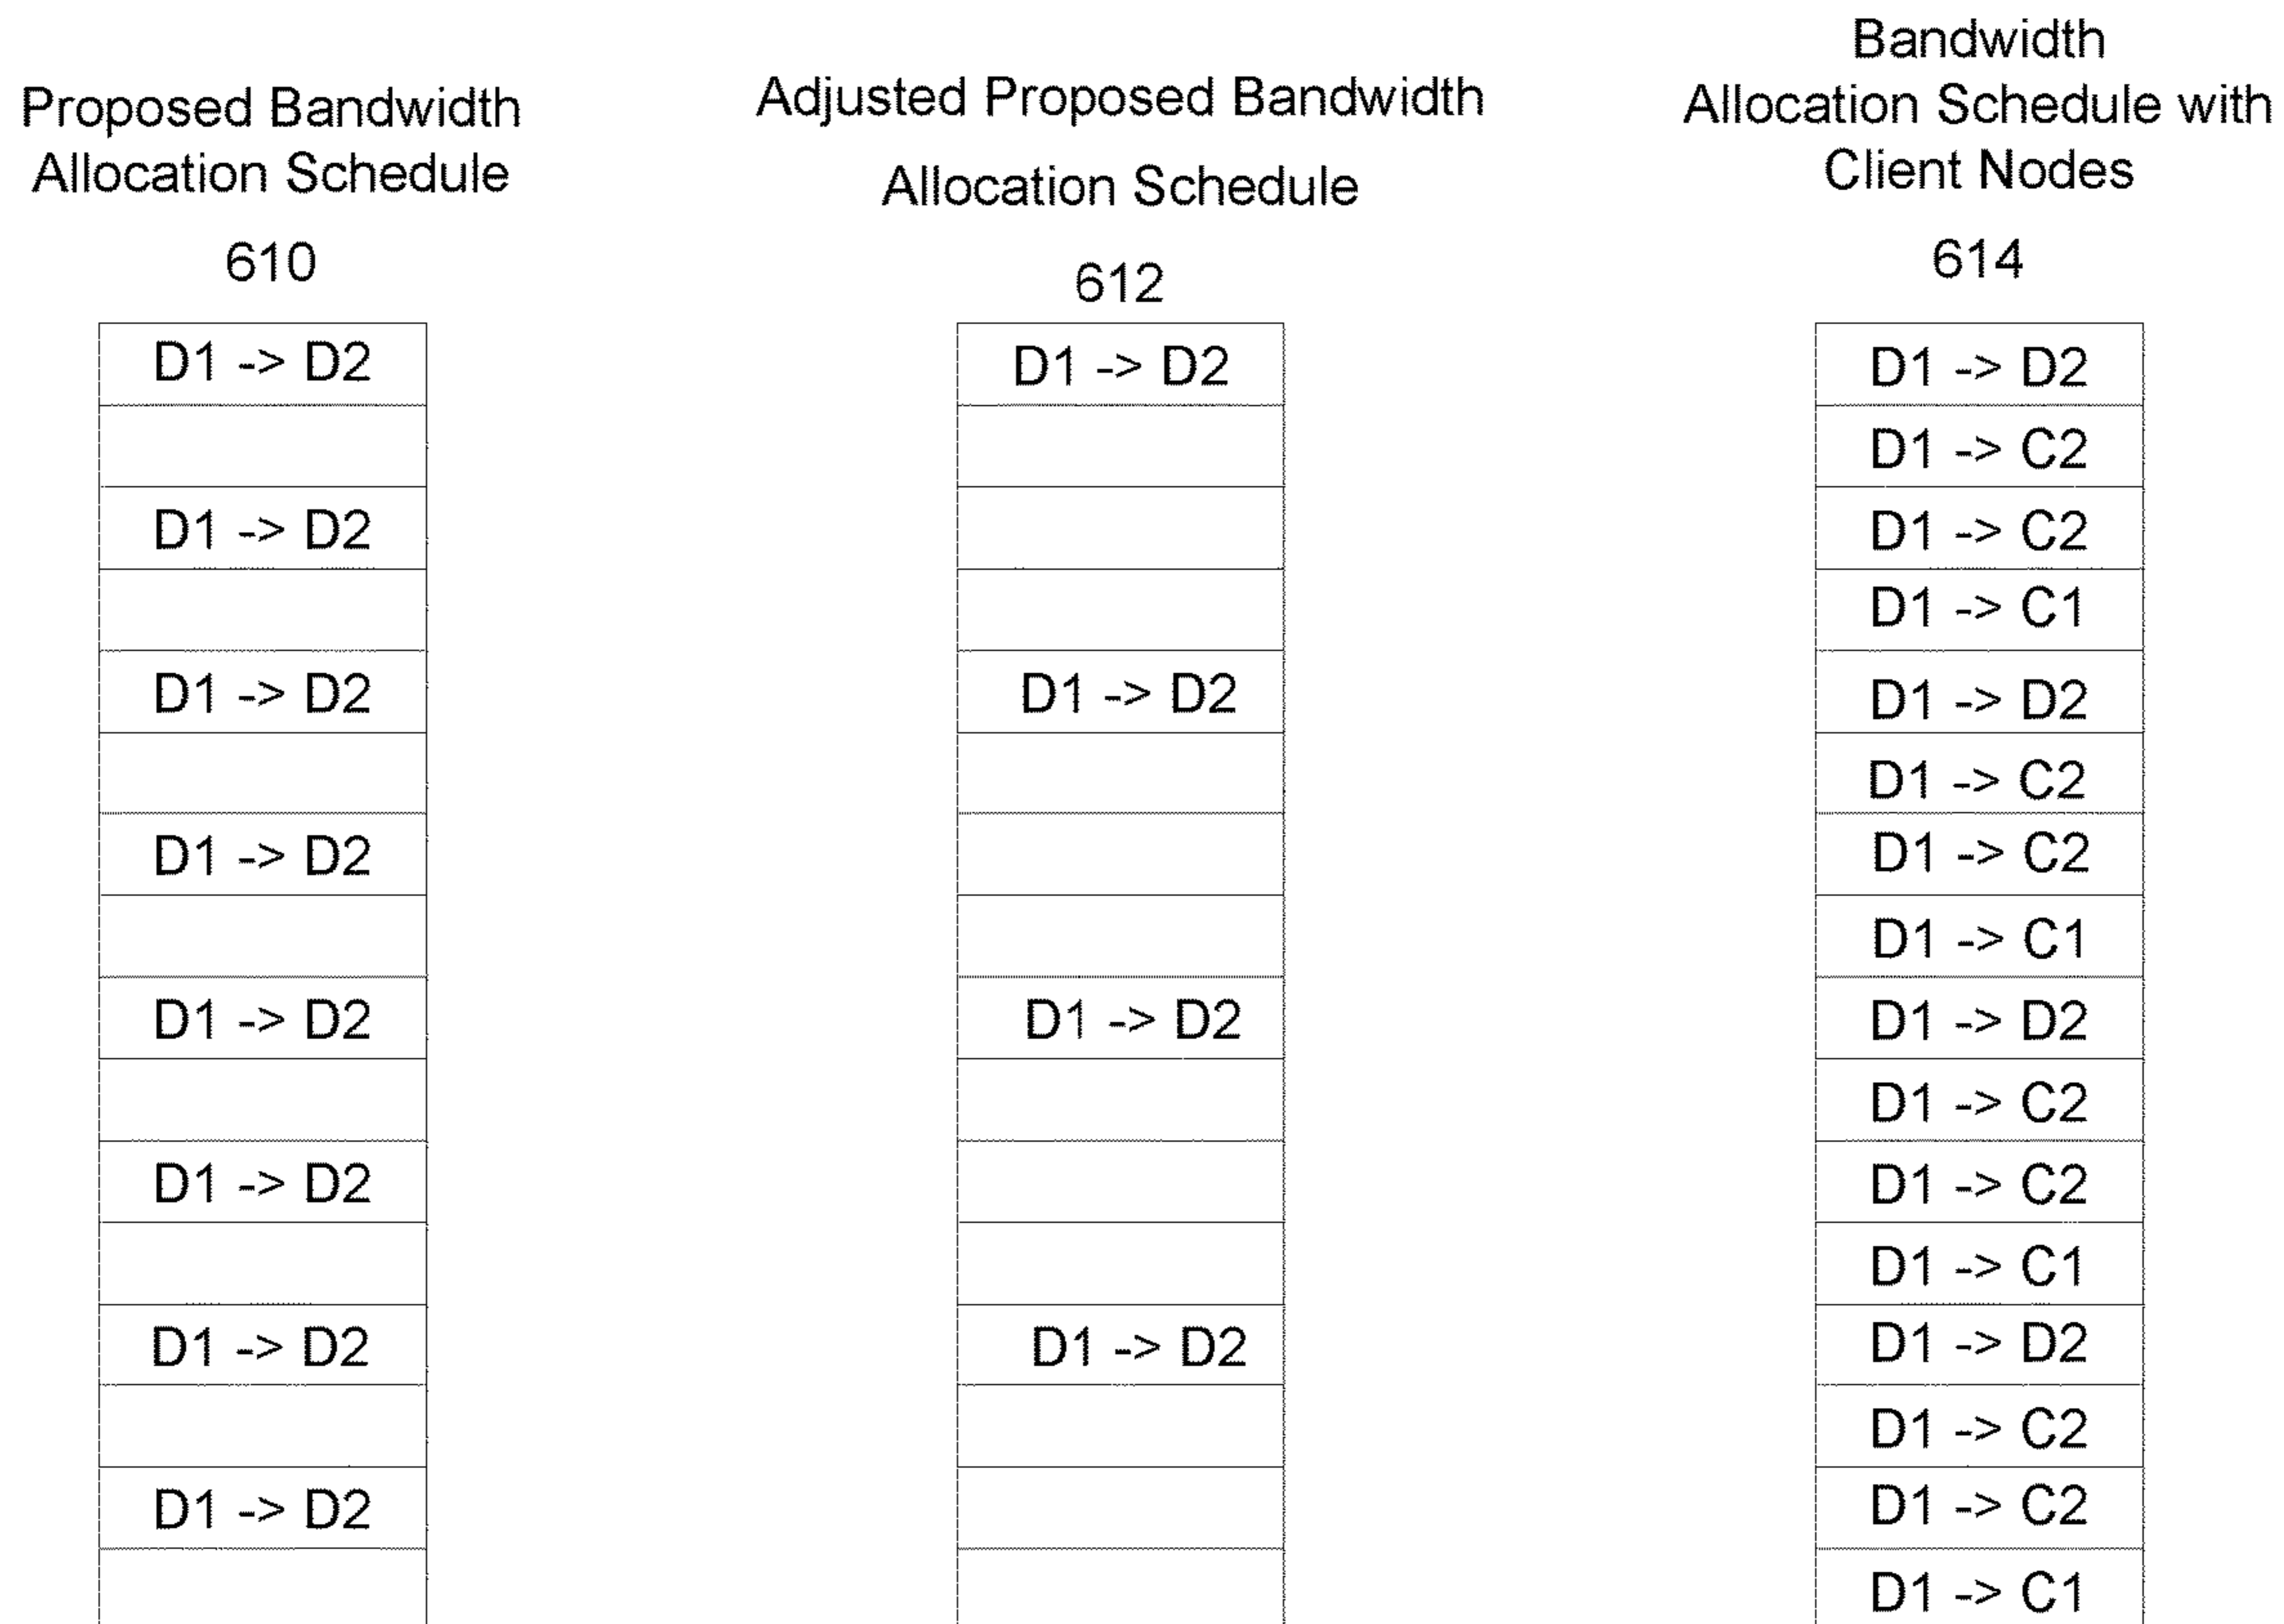 Proposed Bandwidth
Allocation Schedule
610
D1 -> D2
D1 -> D2
D1 -> D2
D1 -> D2
D1 -> D2
D1 -> D2
D1 -> D2
D1 -> D2
Adjusted Proposed Bandwidth
Allocation Schedule
612
D1 -> D2
D1 -> D2
D1 -> D2
D1 -> D2
Bandwidth
Allocation Schedule with
Client Nodes
614
D1 -> D2
D1 -> C2
D1 -> C2
D1 -> C1
D1 -> D2
D1 -> C2
D1 -> C2
D1 -> C1
D1 -> D2
D1 -> C2
D1 -> C2
D1 -> C1
D1 -> D2
D1 -> C2
D1 -> C2
D1 -> C1